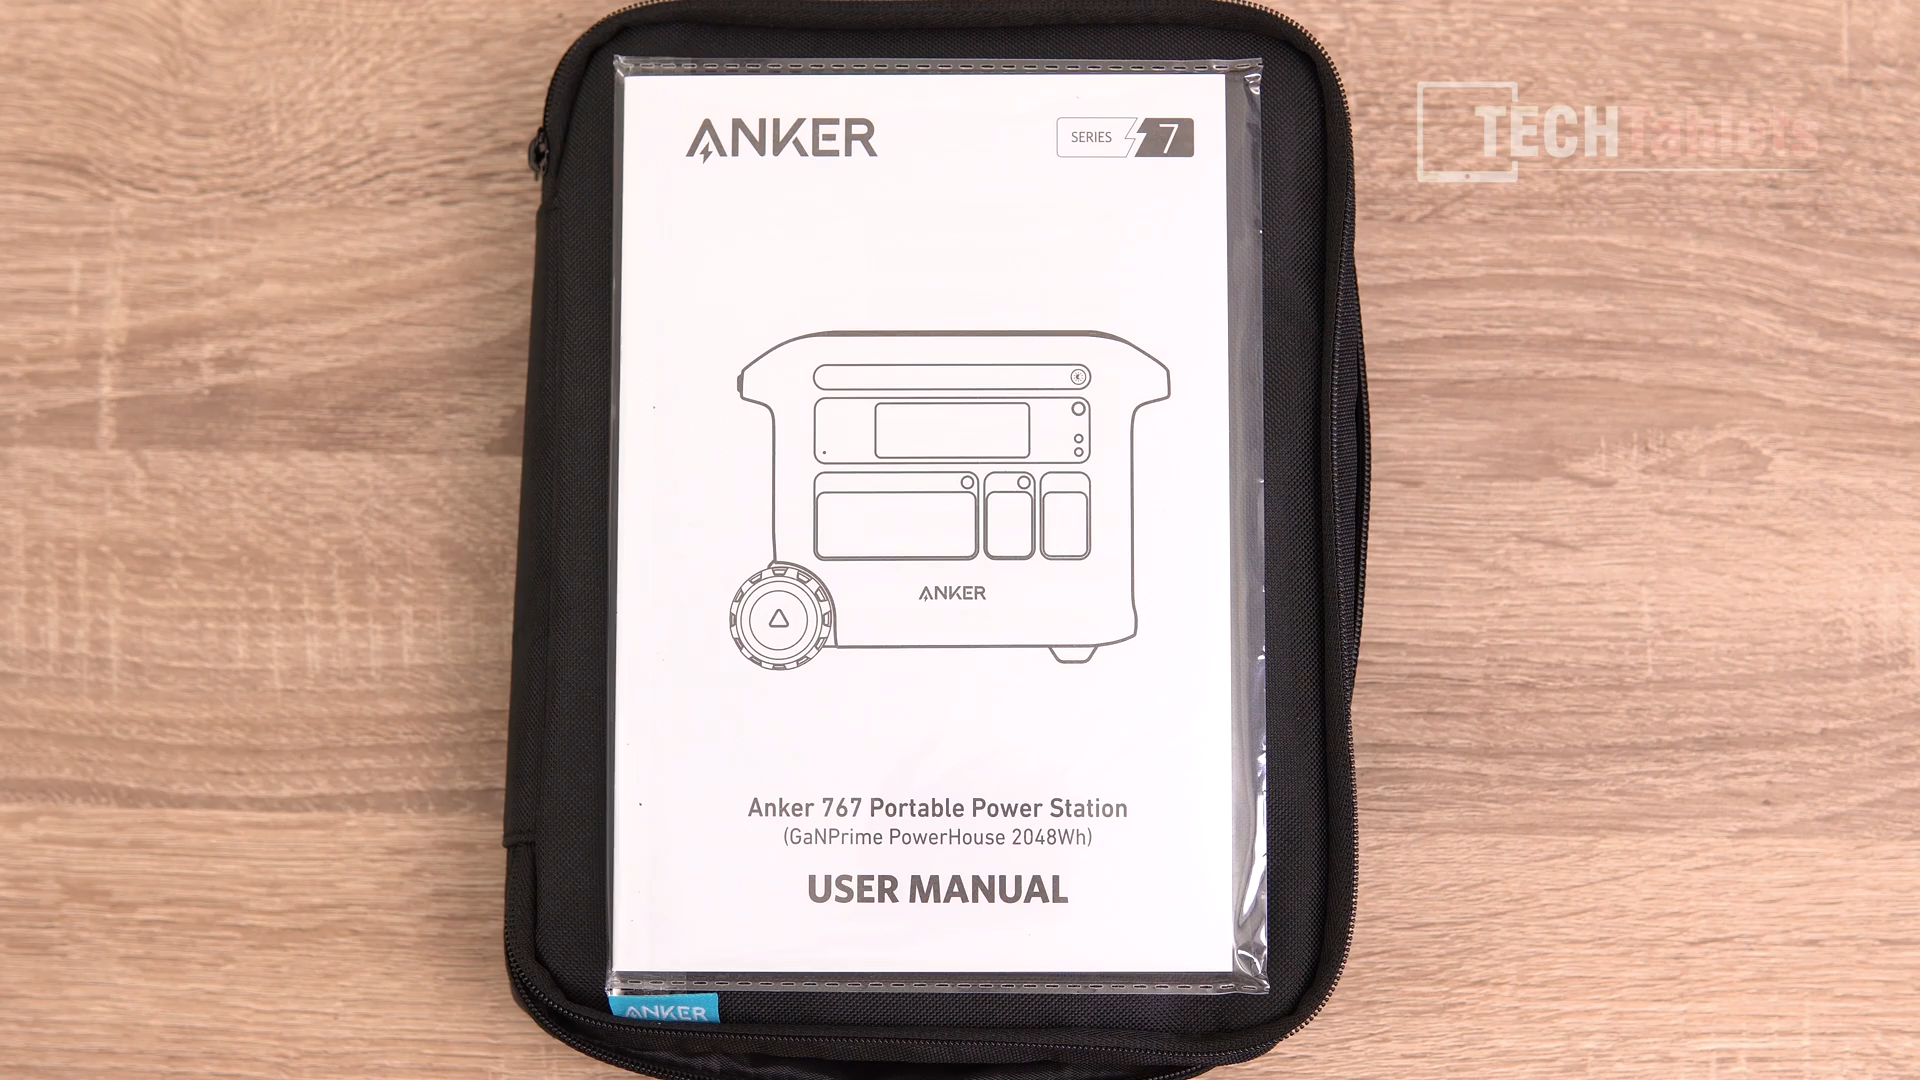 ANKER
SERIES 7
TECHTablets
ANKER
Anker 767 Portable Power Station
(GaNPrime PowerHouse 2048Wh)
USER MANUAL
ANKER